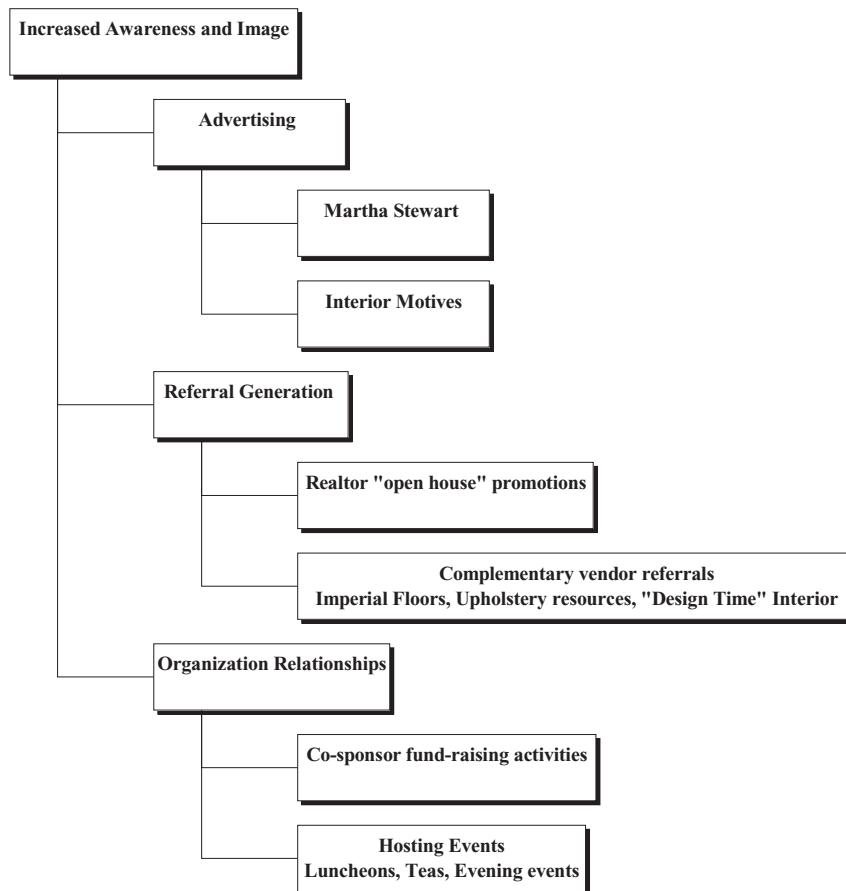 Increased Awareness and Image
Advertising
Martha Stewart
Interior Motives
Referral Generation
Realtor "open house" promotions
Complementary vendor referrals
Imperial Floors, Upholstery resources, "Design Time" Interior
Organization Relationships
Co-sponsor fund-raising activities
Hosting Events
Luncheons, Teas, Evening events